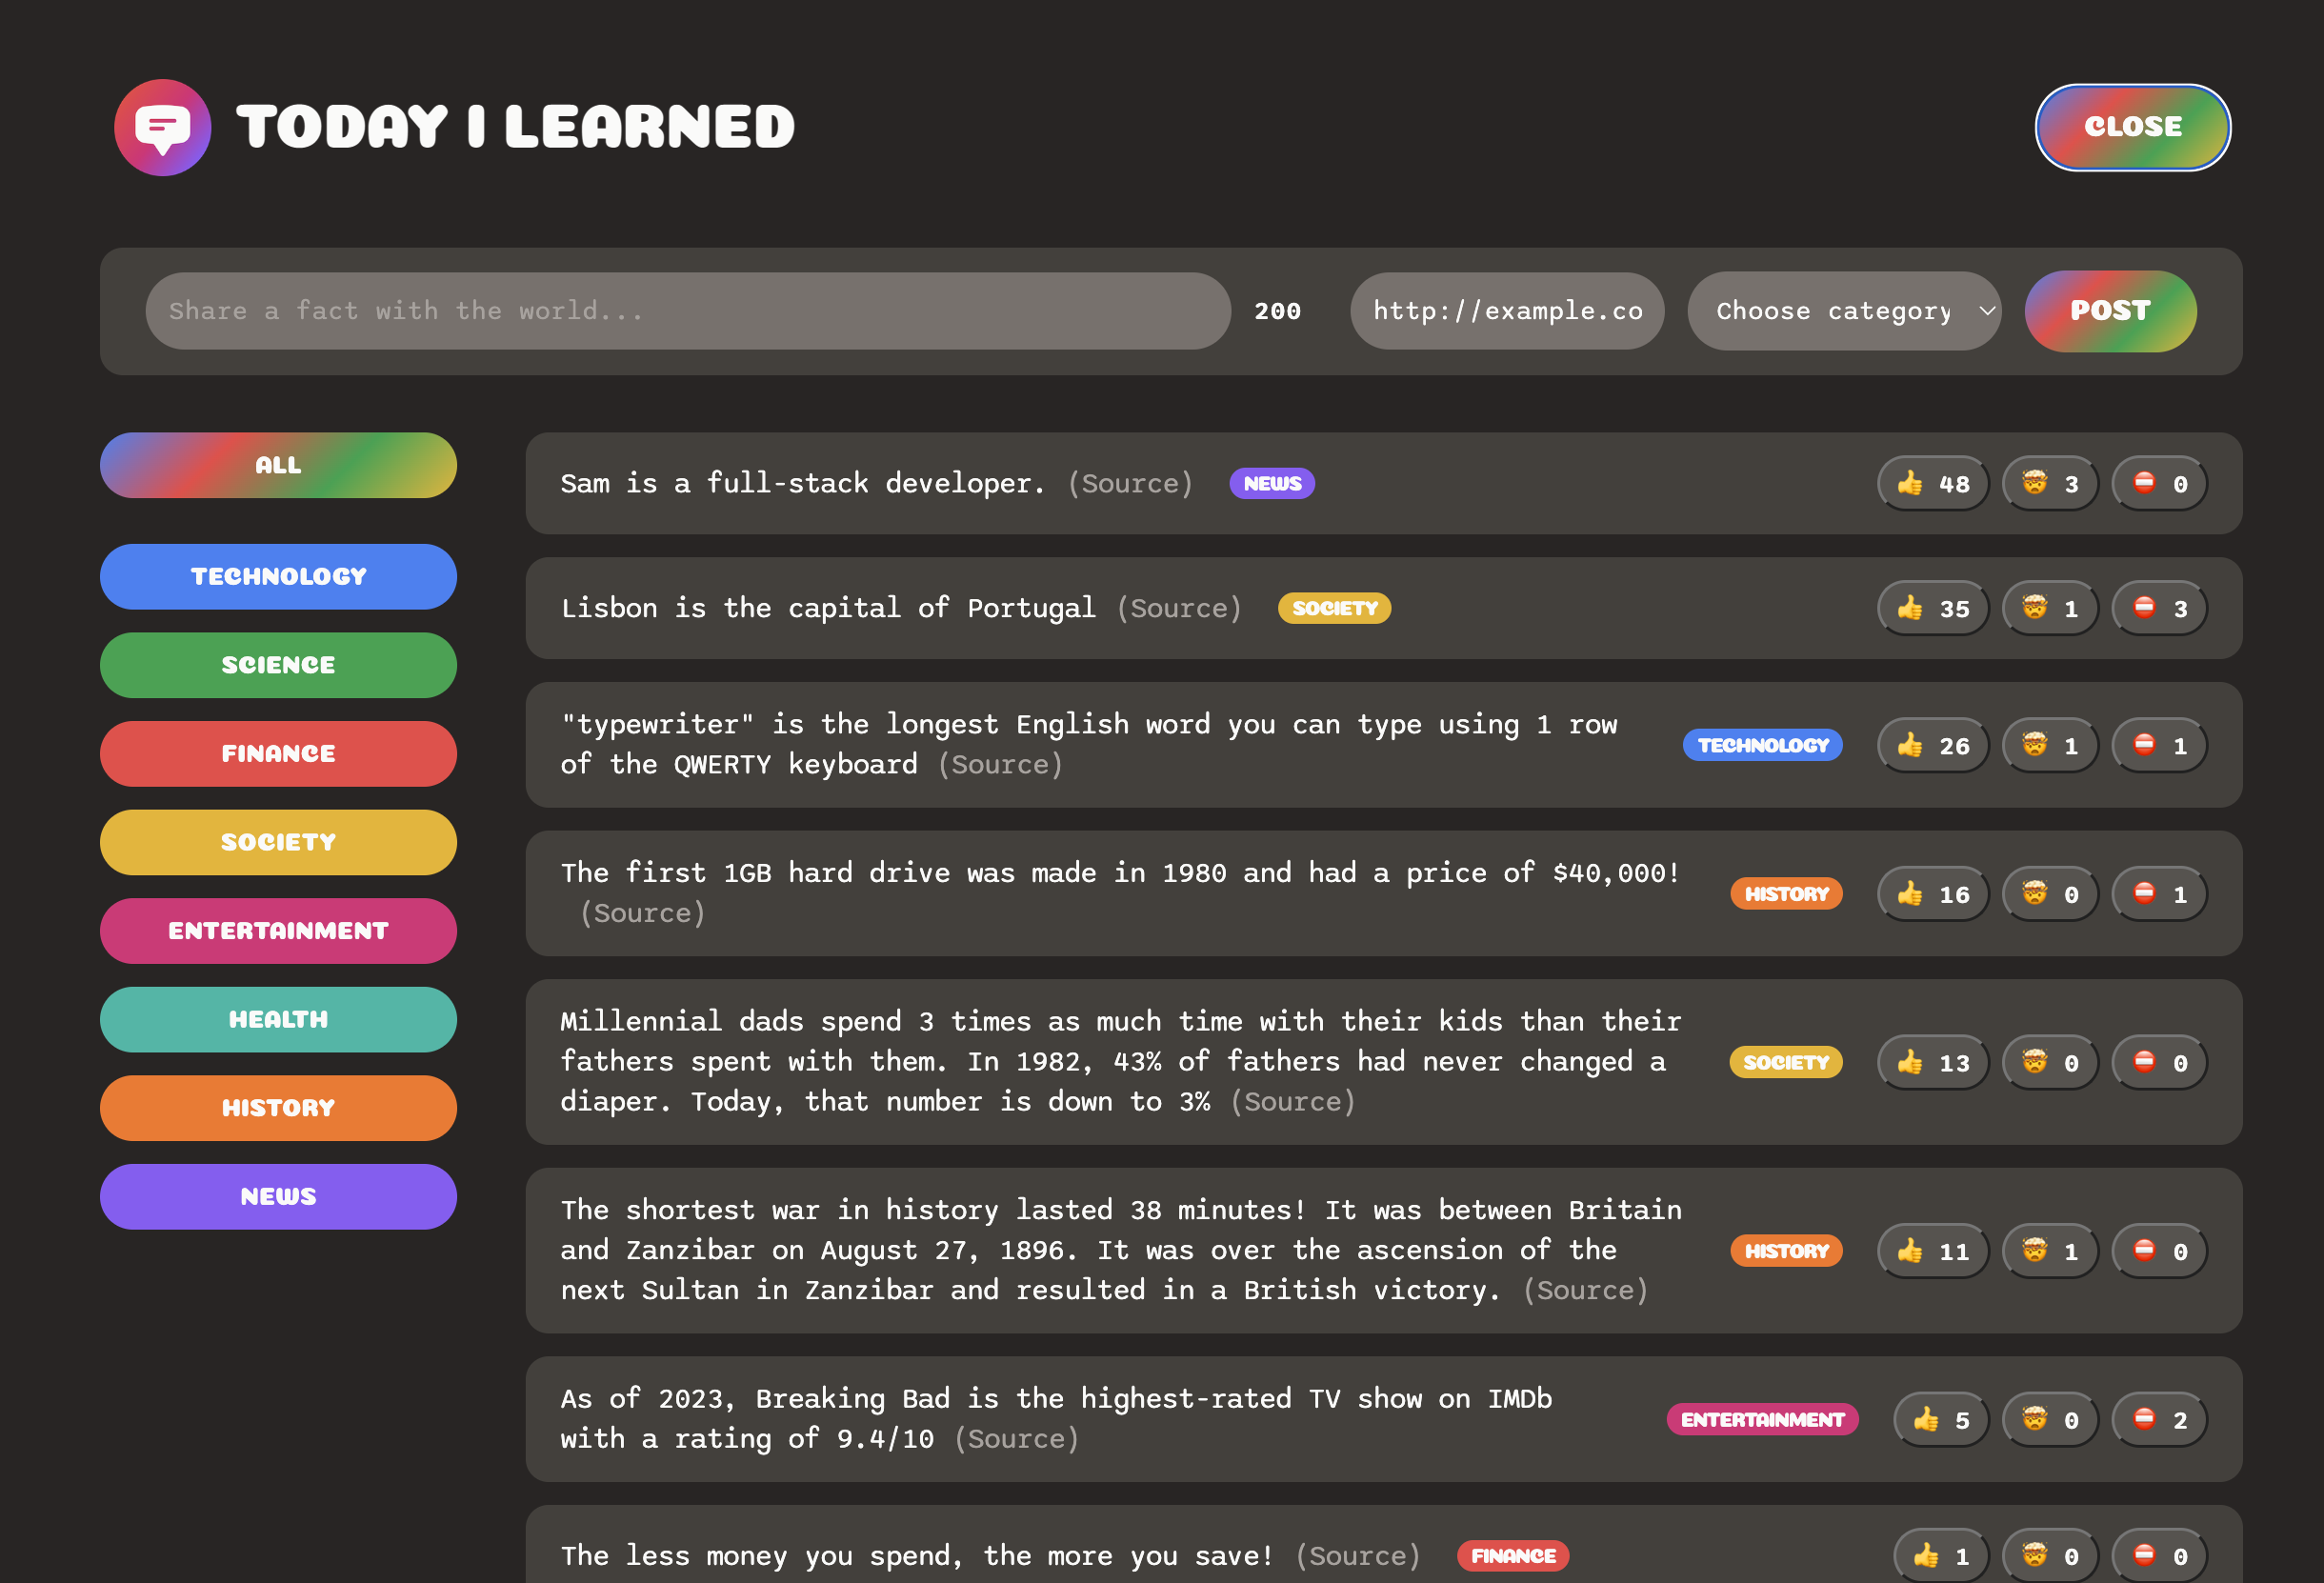 TODAY I LEARNED
CLOSE
Share a fact with the world... 200 http://example.co Choose category POST
ALL
TECHNOLOGY
SCIENCE
FINANCE
SOCIETY
ENTERTAINMENT
HEALTH
HISTORY
NEWS
Sam is a full-stack developer. (Source) NEWS 👍 48 🤯 3 ⛔️ 0
Lisbon is the capital of Portugal (Source) SOCIETY 👍 35 🤯 1 ⛔️ 3
"typewriter" is the longest English word you can type using 1 row
of the QWERTY keyboard (Source)
TECHNOLOGY 👍 26 🤯 1 ⛔️ 1
The first 1GB hard drive was made in 1980 and had a price of $40,000!
(Source)
HISTORY 👍 16 🤯 0 ⛔️ 1
Millennial dads spend 3 times as much time with their kids than their
fathers spent with them. In 1982, 43% of fathers had never changed a
diaper. Today, that number is down to 3% (Source)
SOCIETY 👍 13 🤯 0 ⛔️ 0
The shortest war in history lasted 38 minutes! It was between Britain
and Zanzibar on August 27, 1896. It was over the ascension of the
next Sultan in Zanzibar and resulted in a British victory. (Source)
HISTORY 👍 11 🤯 1 ⛔️ 0
As of 2023, Breaking Bad is the highest-rated TV show on IMDb
with a rating of 9.4/10 (Source)
ENTERTAINMENT 👍 5 🤯 0 ⛔️ 2
The less money you spend, the more you save! (Source) FINANCE 👍 1 🤯 0 ⛔️ 0